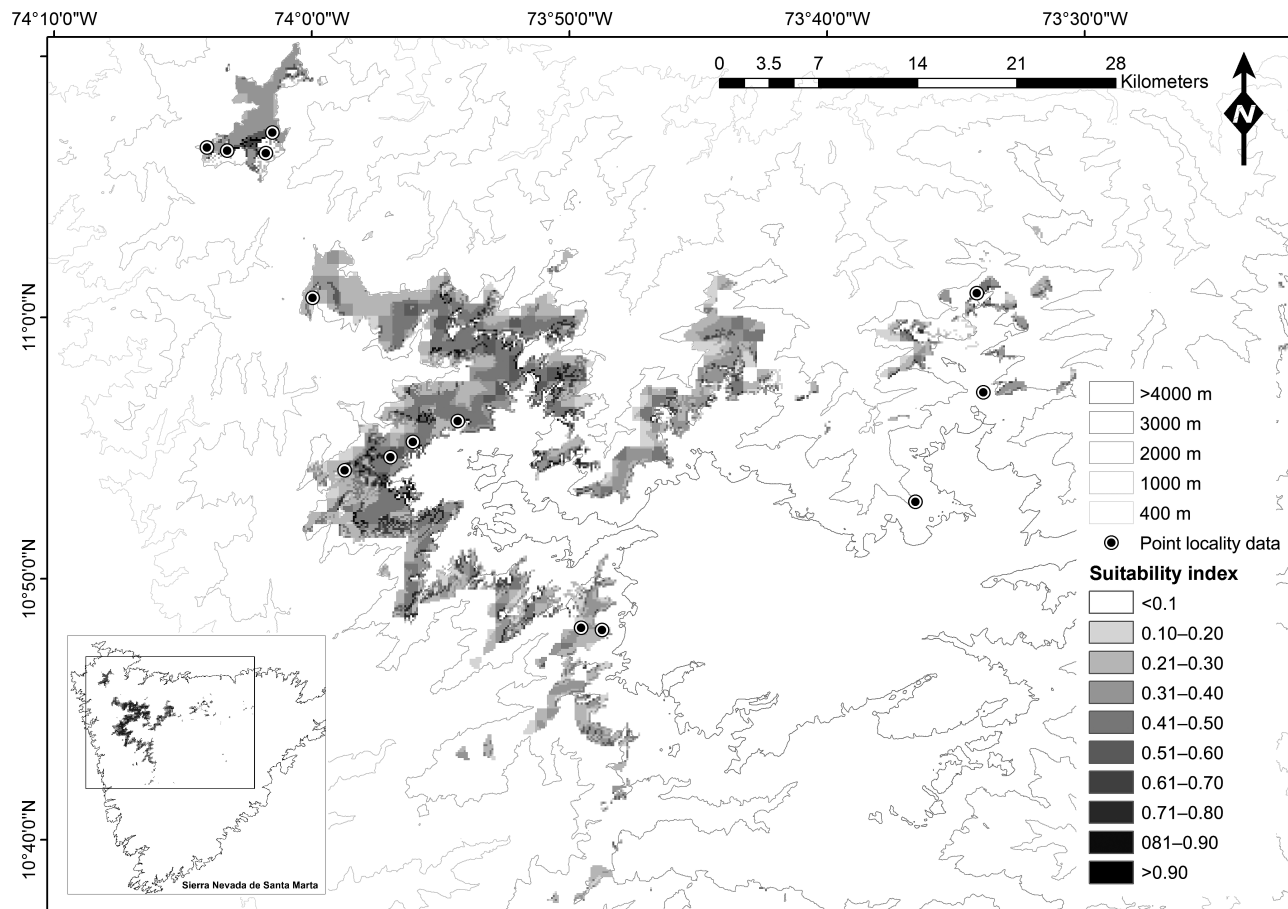 74°10'0"W 74°0'0"W 73°50'0"W 73°40'0"W 73°30'0"W
0 3.5 7 14 21 28
Kilometers
N
11°0'0"N
10°50'0"N
10°40'0"N
>4000 m
3000 m
2000 m
1000 m
400 m
Point locality data
Suitability index
<0.1
0.10–0.20
0.21–0.30
0.31–0.40
0.41–0.50
0.51–0.60
0.61–0.70
0.71–0.80
081–0.90
>0.90
Sierra Nevada de Santa Marta